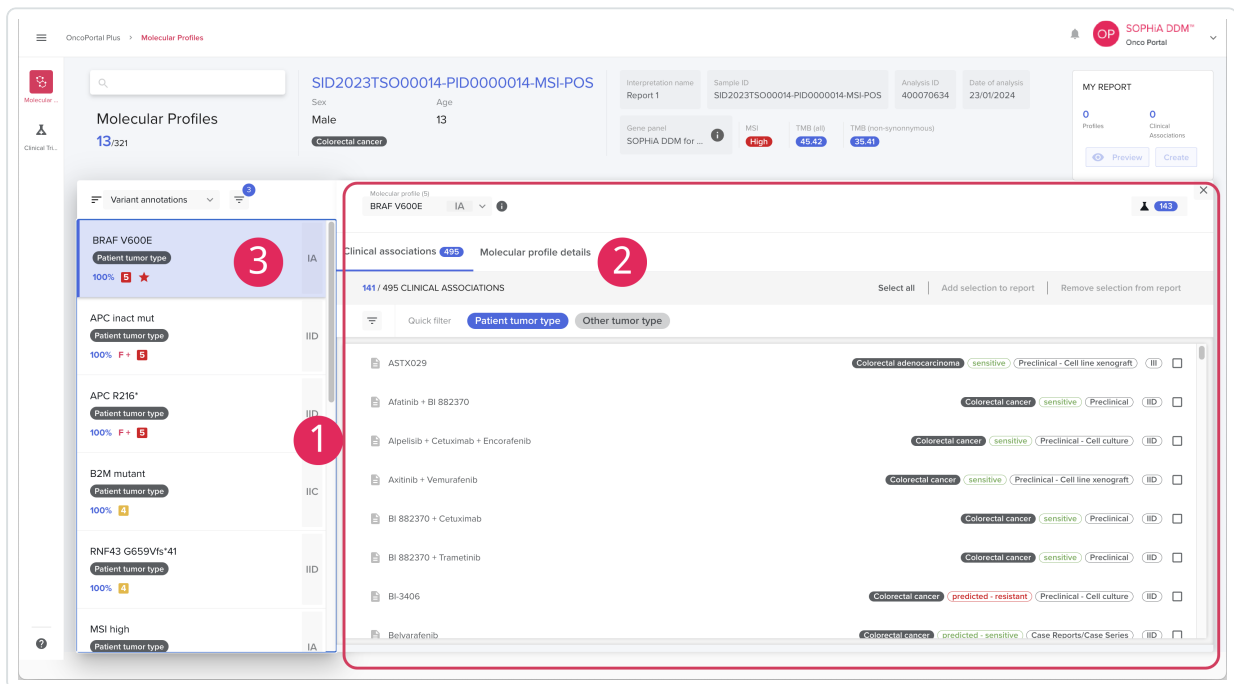 OncoPortal Plus > Molecular Profiles
OP
SOPHiA DDM™
Onco Portal
Molecular ...
Clinical Tri...
Molecular Profiles
13/321
SID2023TSO00014-PID0000014-MSI-POS
Sex
Age
Male
13
Colorectal cancer
Interpretation name
Report 1
Sample ID
SID2023TSO00014-PID0000014-MSI-POS
Analysis ID
400070634
Date of analysis
23/01/2024
Gene panel
SOPHiA DDM for ...
MSI
High
TMB (all)
45.42
TMB (non-synonnymous)
35.41
MY REPORT
0
Profiles
0
Clinical
Associations
Preview
Create
Variant annotations
3
BRAF V600E
Patient tumor type
100% 5
IA
3
APC inact mut
Patient tumor type
100% F + 5
IID
APC R216*
Patient tumor type
100% F + 5
IID
1
B2M mutant
Patient tumor type
100% 4
IIC
RNF43 G659Vfs*41
Patient tumor type
100% 4
IID
MSI high
Patient tumor type
IA
Molecular profile (5)
BRAF V600E IA
143
Clinical associations 495
Molecular profile details
2
141 / 495 CLINICAL ASSOCIATIONS
Select all
Add selection to report
Remove selection from report
Quick filter
Patient tumor type
Other tumor type
ASTX029 Colorectal adenocarcinoma sensitive Preclinical - Cell line xenograft III
Afatinib + BI 882370 Colorectal cancer sensitive Preclinical IID
Alpelisib + Cetuximab + Encorafenib Colorectal cancer sensitive Preclinical - Cell culture IID
Axitinib + Vemurafenib Colorectal cancer sensitive Preclinical - Cell line xenograft IID
BI 882370 + Cetuximab Colorectal cancer sensitive Preclinical IID
BI 882370 + Trametinib Colorectal cancer sensitive Preclinical IID
BI-3406 Colorectal cancer predicted - resistant Preclinical - Cell culture IID
Belvarafenib Colorectal cancer predicted - sensitive Case Reports/Case Series IID